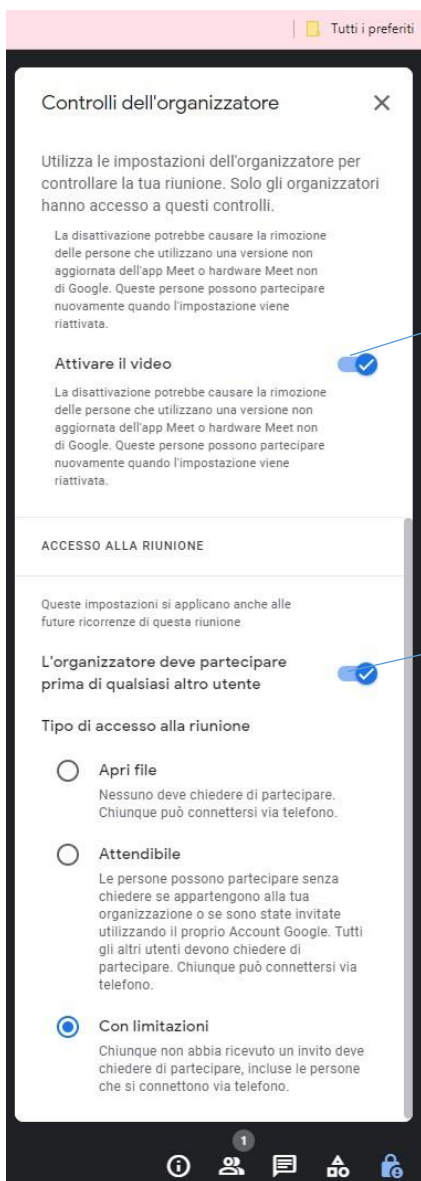 Tutti i preferiti
Controlli dell'organizzatore
Utilizza le impostazioni dell'organizzatore per
controllare la tua riunione. Solo gli organizzatori
hanno accesso a questi controlli.
La disattivazione potrebbe causare la rimozione
delle persone che utilizzano una versione non
aggiornata dell'app Meet o hardware Meet non
di Google. Queste persone possono partecipare
nuovamente quando l'impostazione viene
riattivata.
Attivare il video
La disattivazione potrebbe causare la rimozione
delle persone che utilizzano una versione non
aggiornata dell'app Meet o hardware Meet non
di Google. Queste persone possono partecipare
nuovamente quando l'impostazione viene
riattivata.
ACCESSO ALLA RIUNIONE
Queste impostazioni si applicano anche alle
future ricorrenze di questa riunione
L'organizzatore deve partecipare
prima di qualsiasi altro utente
Tipo di accesso alla riunione
Apri file
Nessuno deve chiedere di partecipare.
Chiunque può connettersi via telefono.
Attendibile
Le persone possono partecipare senza
chiedere se appartengono alla tua
organizzazione o se sono state invitate
utilizzando il proprio Account Google. Tutti
gli altri utenti devono chiedere di
partecipare. Chiunque può connettersi via
telefono.
Con limitazioni
Chiunque non abbia ricevuto un invito deve
chiedere di partecipare, incluse le persone
che si connettono via telefono.
1